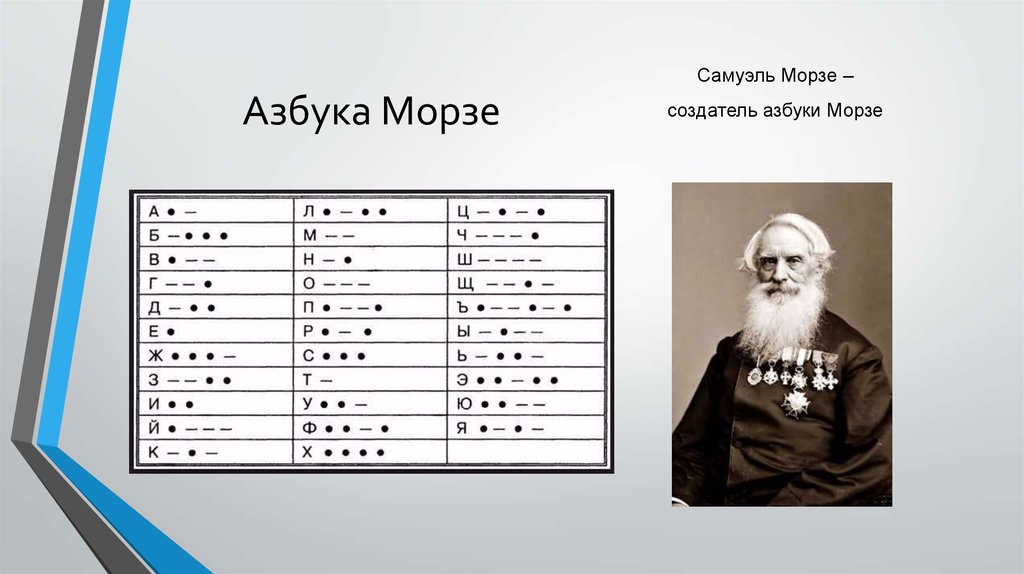 Азбука Морзе
Самуэль Морзе –
создатель азбуки Морзе
А ● — Л ● — ● ● Ц — ● — ●
Б — ● ● ● М — — Ч — — — ●
В ● — — Н — ● Ш — — — —
Г — — ● О — — — Щ — — ● —
Д — ● ● П ● — — ● Ъ ● — — ● — ●
Е ● Р ● — ● Ы — ● — —
Ж ● ● ● — С ● ● ● Ь — ● ● —
З — — ● ● Т — Э ● ● — ● ●
И ● ● У ● ● — Ю ● ● — —
Й ● — — — Ф ● ● — ● Я ● — ● —
К — ● — Х ● ● ● ●